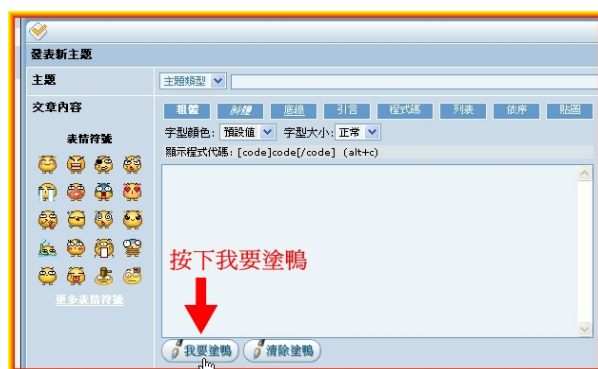 發表新主題
主題
主題類型
文章內容
粗體 斜體 底線 引言 程式碼 列表 依序 貼圖
字型顏色: 預設值 字型大小: 正常
顯示程式代碼: [code]code[/code] (alt+c)
表情符號
按下我要塗鴨
更多表情符號
我要塗鴨 清除塗鴨